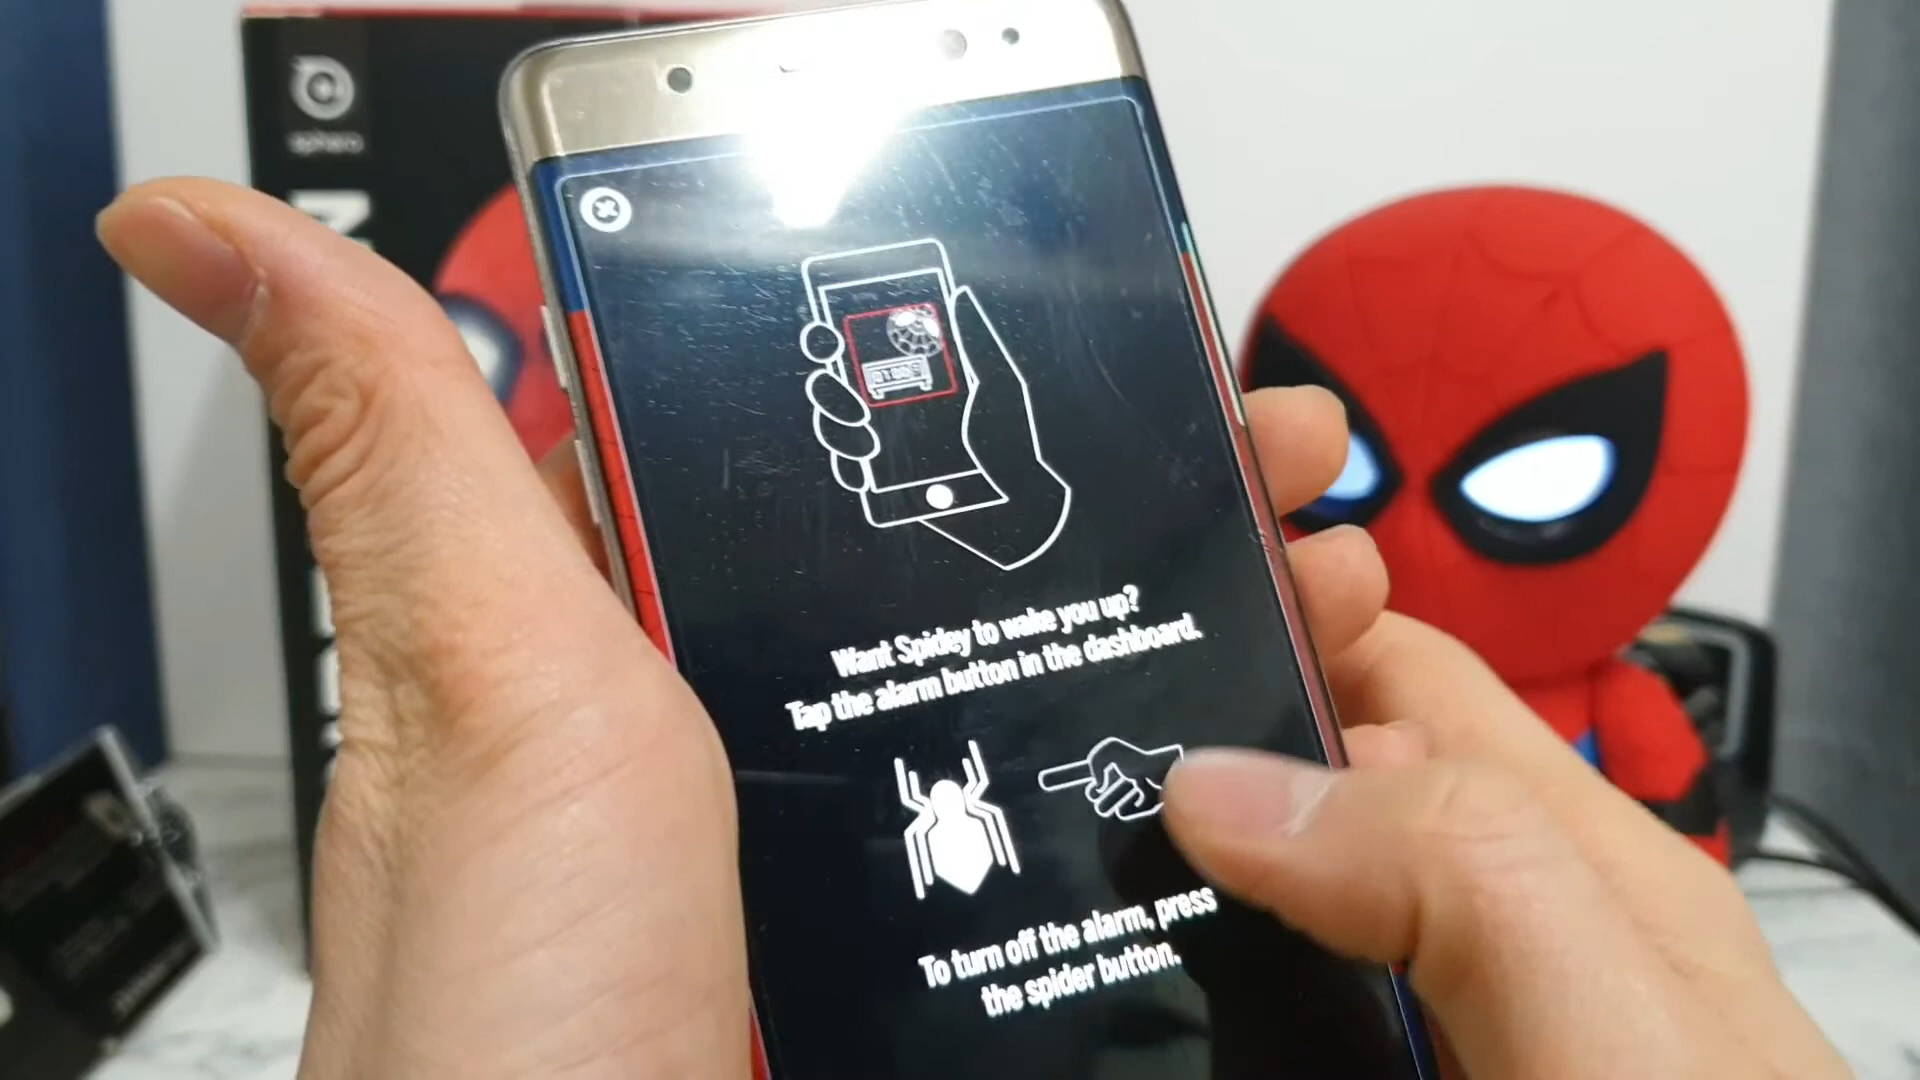 sphero
Want Spidey to wake you up?
Tap the alarm button in the dashboard.
To turn off the alarm, press
the spider button.